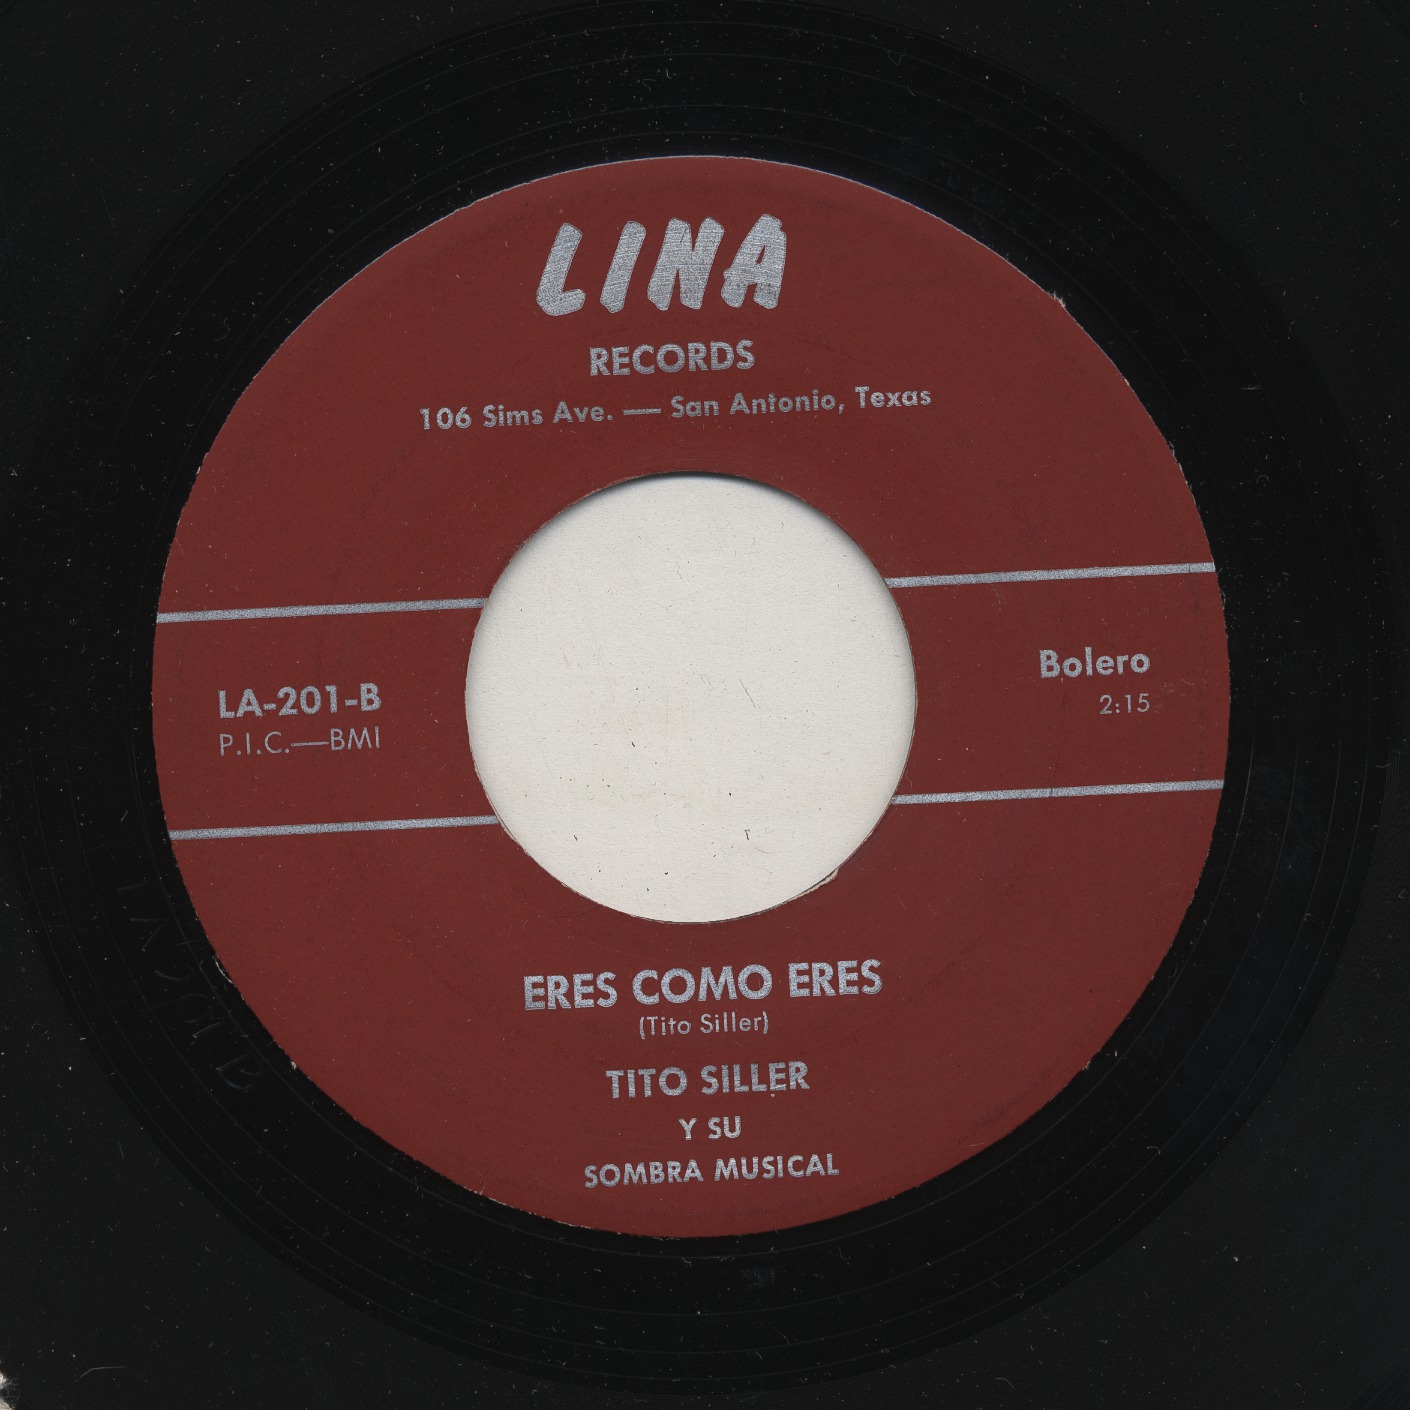 LINA
RECORDS
106 Sims Ave. — San Antonio, Texas
LA-201-B
P.I.C.—BMI
Bolero
2:15
ERES COMO ERES
(Tito Siller)
TITO SILLER
Y SU
SOMBRA MUSICAL